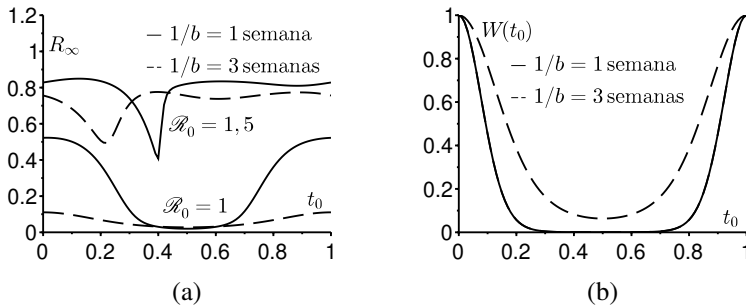 1.2
R∞
— 1/b = 1 semana
1
-- 1/b = 3 semanas
0.8
0.6
ℛ₀ = 1,5
0.4
0.2
ℛ₀ = 1
t₀
0
0 0.2 0.4 0.6 0.8 1
(a)
1
W(t₀)
0.8
— 1/b = 1 semana
-- 1/b = 3 semanas
0.6
0.4
0.2
t₀
0
0 0.2 0.4 0.6 0.8 1
(b)